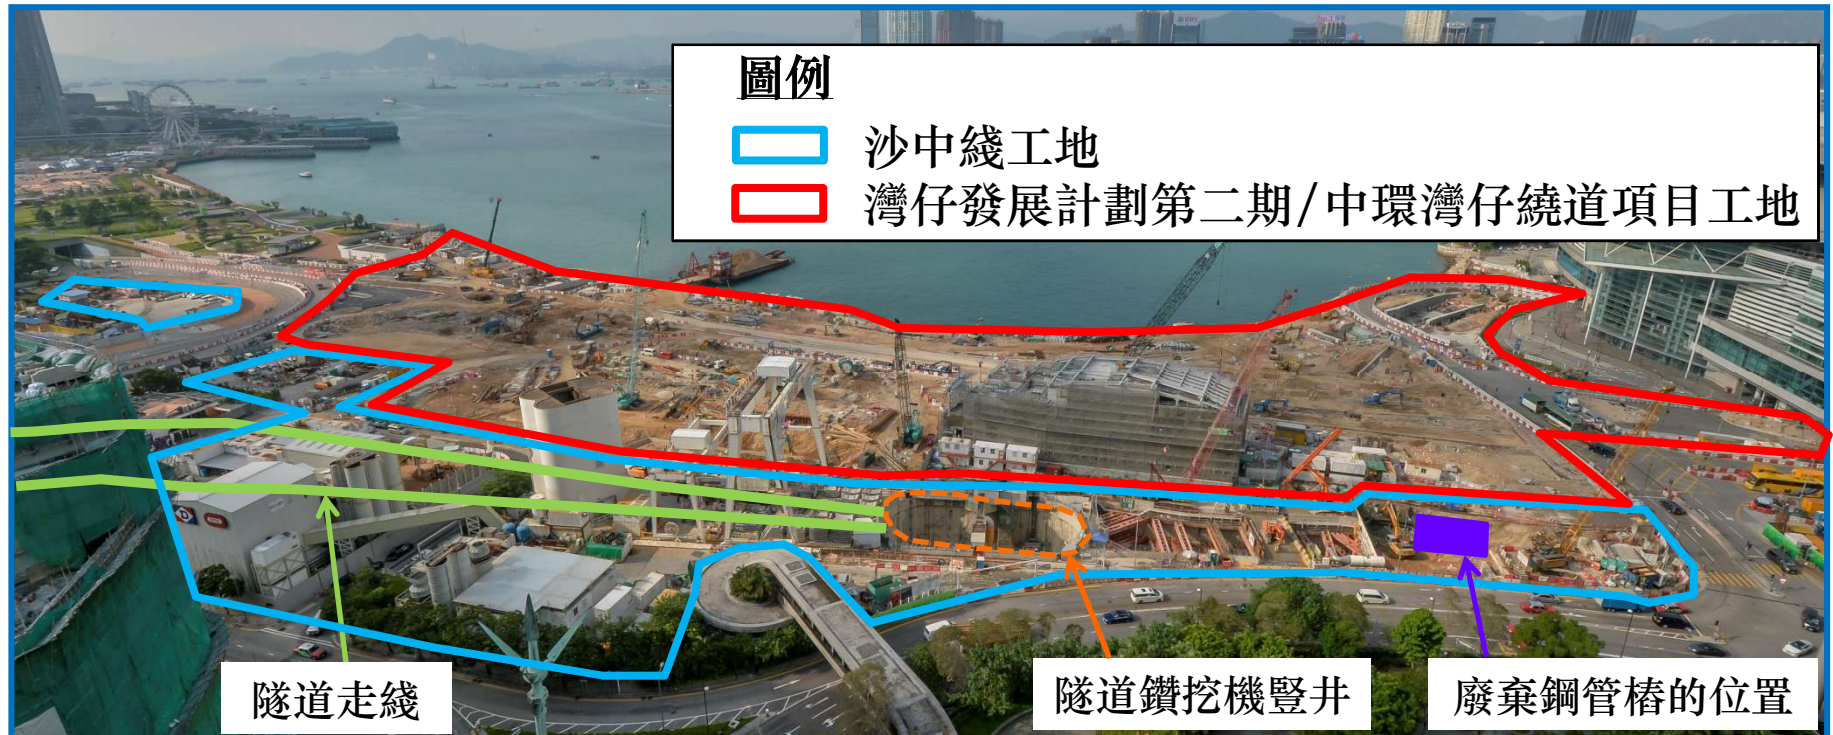 圖例
沙中綫工地
灣仔發展計劃第二期/中環灣仔繞道項目工地
隧道走綫
隧道鑽挖機豎井
廢棄鋼管樁的位置